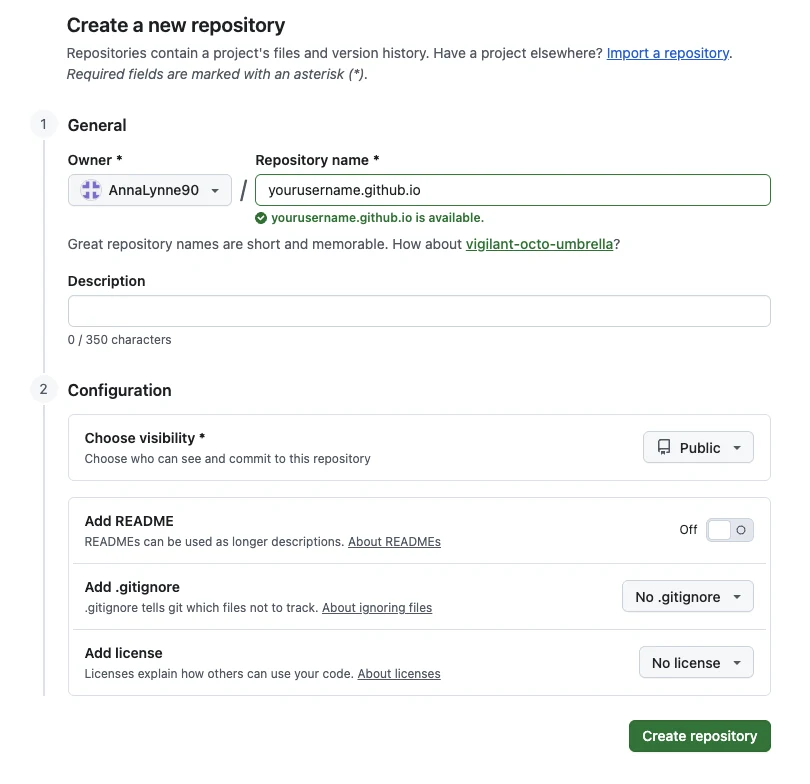 Create a new repository
Repositories contain a project's files and version history. Have a project elsewhere? Import a repository.
Required fields are marked with an asterisk (*).
1
General
Owner *
Repository name *
AnnaLynne90
/
yourusername.github.io
yourusername.github.io is available.
Great repository names are short and memorable. How about vigilant-octo-umbrella?
Description
0 / 350 characters
2
Configuration
Choose visibility *
Choose who can see and commit to this repository
Public
Add README
READMEs can be used as longer descriptions. About READMEs
Off
Add .gitignore
.gitignore tells git which files not to track. About ignoring files
No .gitignore
Add license
Licenses explain how others can use your code. About licenses
No license
Create repository